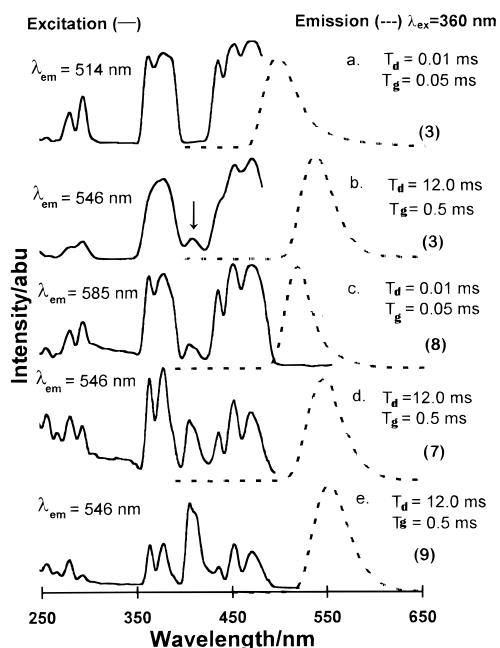 Excitation (—) Emission (---) λex=360 nm
λem = 514 nm
a. Td = 0.01 ms
Tg = 0.05 ms
(3)
λem = 546 nm
b. Td = 12.0 ms
Tg = 0.5 ms
(3)
λem = 585 nm
c. Td = 0.01 ms
Tg = 0.05 ms
(8)
λem = 546 nm
d. Td =12.0 ms
Tg = 0.5 ms
(7)
λem = 546 nm
e. Td = 12.0 ms
Tg = 0.5 ms
(9)
Intensity/abu
250 350 450 550 650
Wavelength/nm